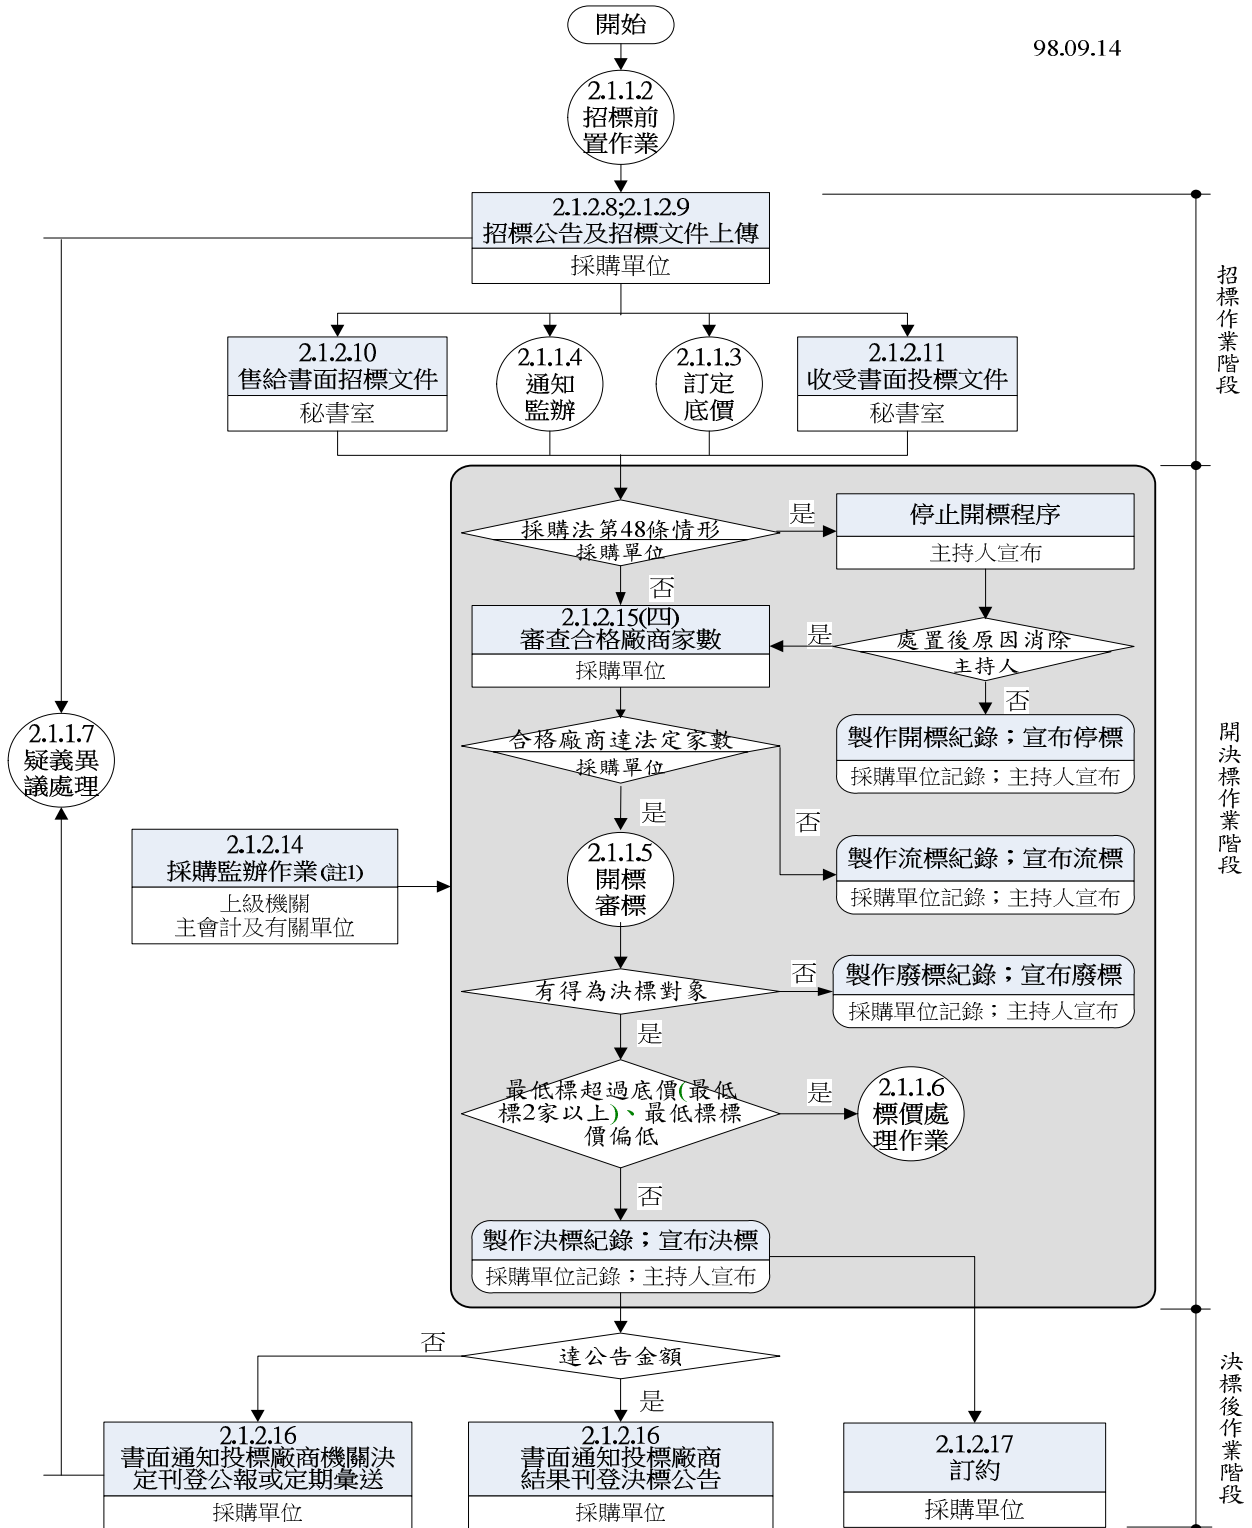 開始
98.09.14
2.1.1.2
招標前
置作業
2.1.2.8;2.1.2.9
招標公告及招標文件上傳
採購單位
招標作業階段
2.1.2.10
售給書面招標文件
秘書室
2.1.1.4
通知
監辦
2.1.1.3
訂定
底價
2.1.2.11
收受書面投標文件
秘書室
採購法第48條情形
採購單位
是
停止開標程序
主持人宣布
否
2.1.2.15(四)
審查合格廠商家數
採購單位
是
處置後原因消除
主持人
否
2.1.1.7
疑義異
議處理
合格廠商達法定家數
採購單位
製作開標紀錄；宣布停標
採購單位記錄；主持人宣布
開決標作業階段
是
否
2.1.2.14
採購監辦作業(註1)
上級機關
主會計及有關單位
2.1.1.5
開標
審標
製作流標紀錄；宣布流標
採購單位記錄；主持人宣布
有得為決標對象
否
製作廢標紀錄；宣布廢標
採購單位記錄；主持人宣布
是
最低標超過底價(最低
標2家以上)、最低標標
價偏低
是
2.1.1.6
標價處
理作業
否
製作決標紀錄；宣布決標
採購單位記錄；主持人宣布
否
達公告金額
是
決標後作業階段
2.1.2.16
書面通知投標廠商機關決
定刊登公報或定期彙送
採購單位
2.1.2.16
書面通知投標廠商
結果刊登決標公告
採購單位
2.1.2.17
訂約
採購單位